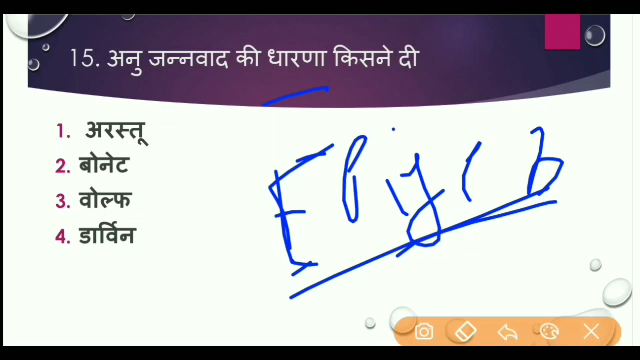 15. अनु जन्नवाद की धारणा किसने दी
1. अरस्तू
2. बोनेट
3. वोल्फ
4. डार्विन